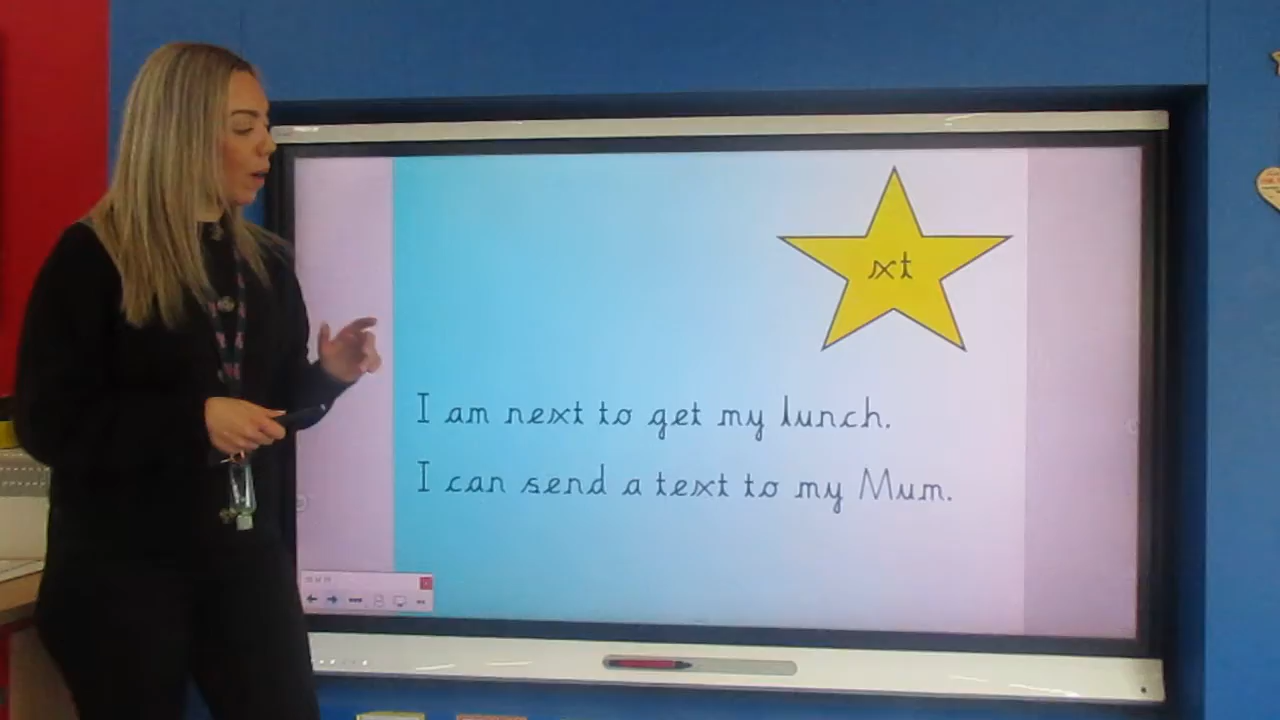 xt
I am next to get my lunch.
I can send a text to my Mum.